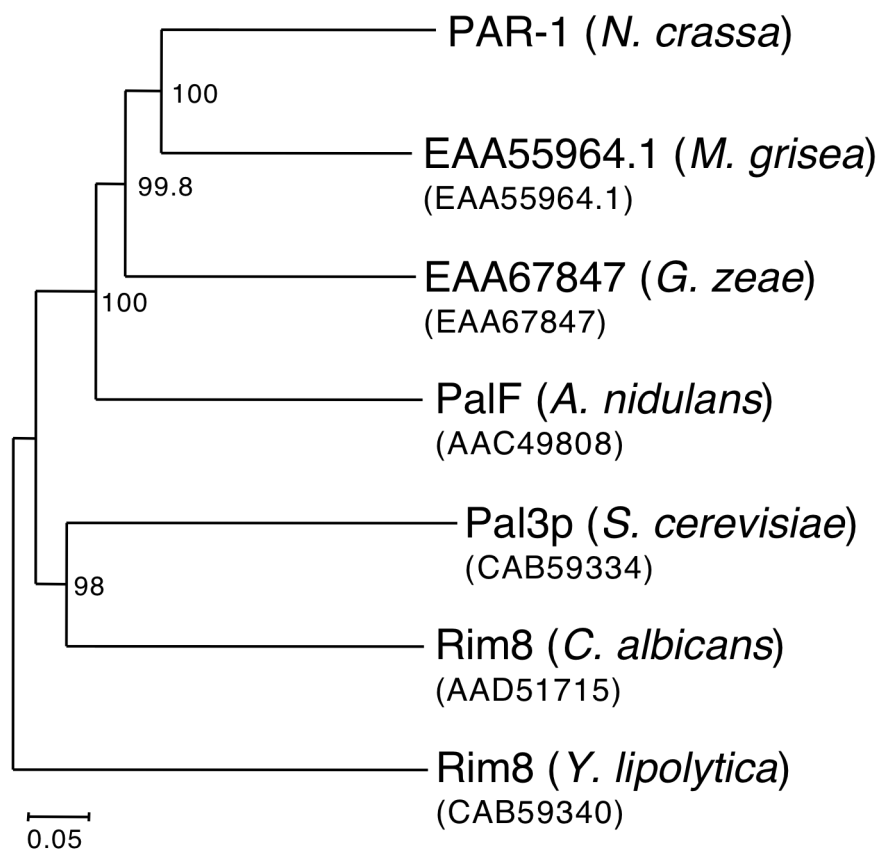 PAR-1 (N. crassa)
100
EAA55964.1 (M. grisea)
(EAA55964.1)
99.8
EAA67847 (G. zeae)
(EAA67847)
100
PalF (A. nidulans)
(AAC49808)
Pal3p (S. cerevisiae)
(CAB59334)
98
Rim8 (C. albicans)
(AAD51715)
Rim8 (Y. lipolytica)
(CAB59340)
0.05